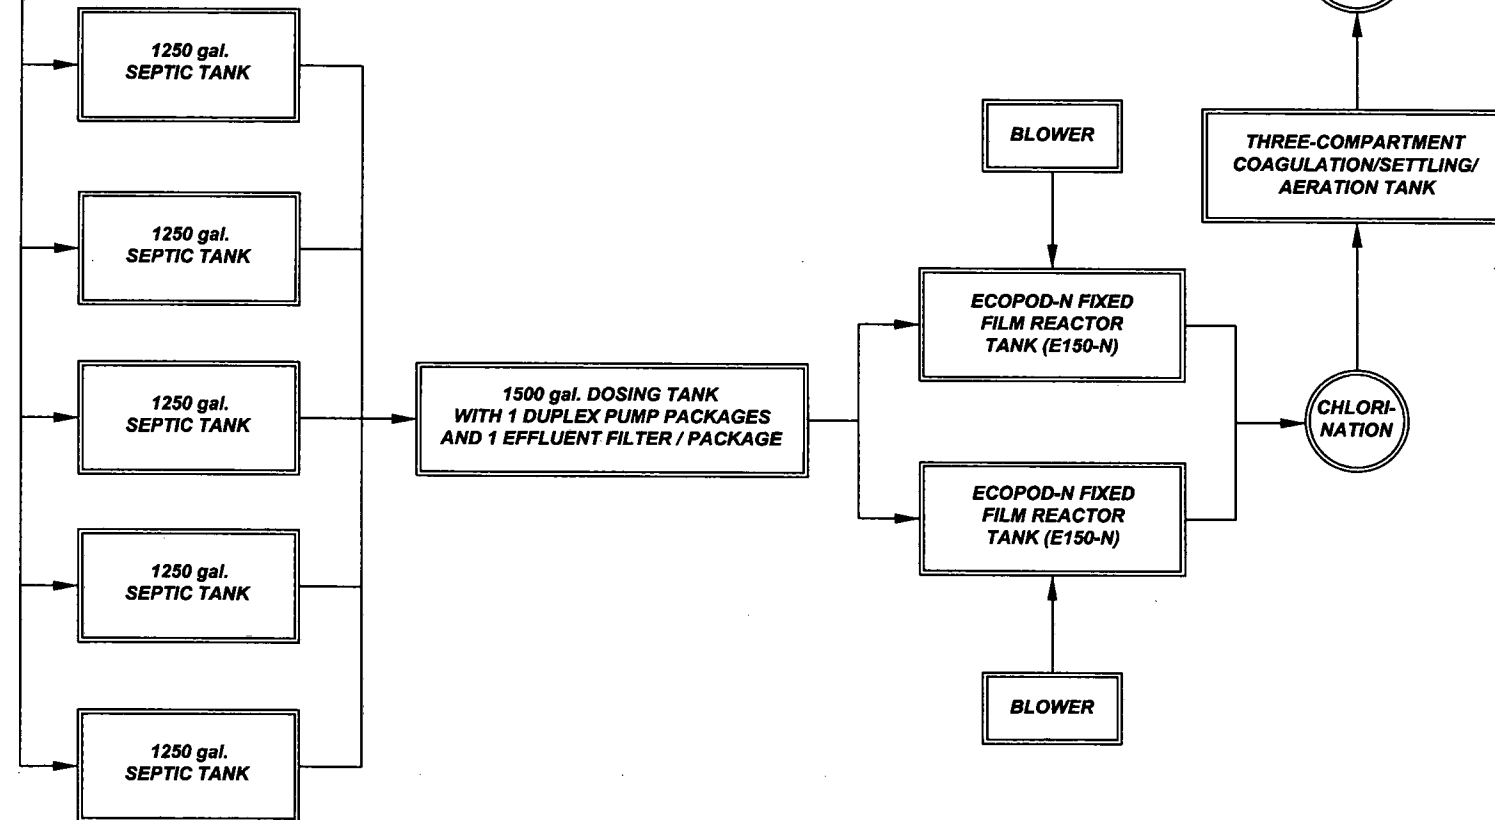 1250 gal.
SEPTIC TANK
1250 gal.
SEPTIC TANK
1250 gal.
SEPTIC TANK
1250 gal.
SEPTIC TANK
1250 gal.
SEPTIC TANK
1500 gal. DOSING TANK
WITH 1 DUPLEX PUMP PACKAGES
AND 1 EFFLUENT FILTER / PACKAGE
BLOWER
ECOPOD-N FIXED
FILM REACTOR
TANK (E150-N)
ECOPOD-N FIXED
FILM REACTOR
TANK (E150-N)
BLOWER
CHLORI-
NATION
THREE-COMPARTMENT
COAGULATION/SETTLING/
AERATION TANK